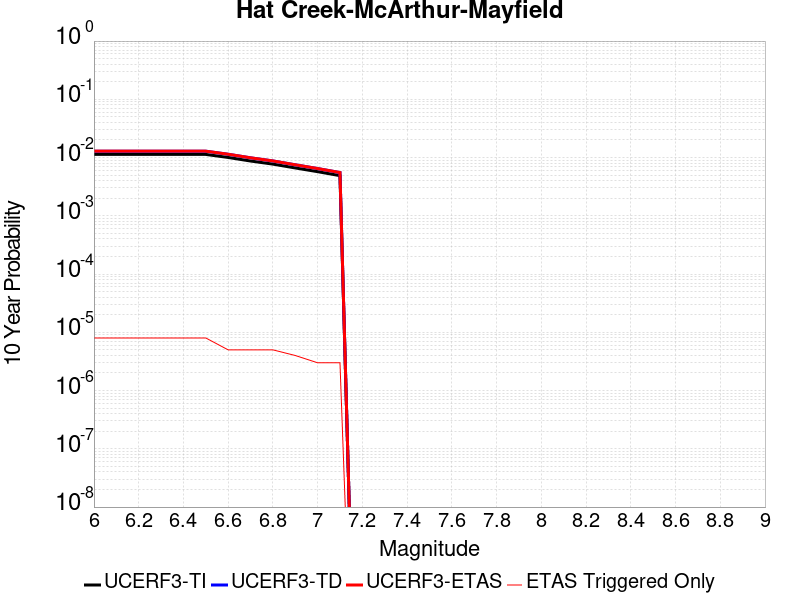 Hat Creek-McArthur-Mayfield
10 0
10 -1
10 -2
10 -3
10 -4
10 -5
10 -6
10 -7
10 -8
10 Year Probability
6 6.2 6.4 6.6 6.8 7 7.2 7.4 7.6 7.8 8 8.2 8.4 8.6 8.8 9
Magnitude
UCERF3-TI UCERF3-TD UCERF3-ETAS ETAS Triggered Only